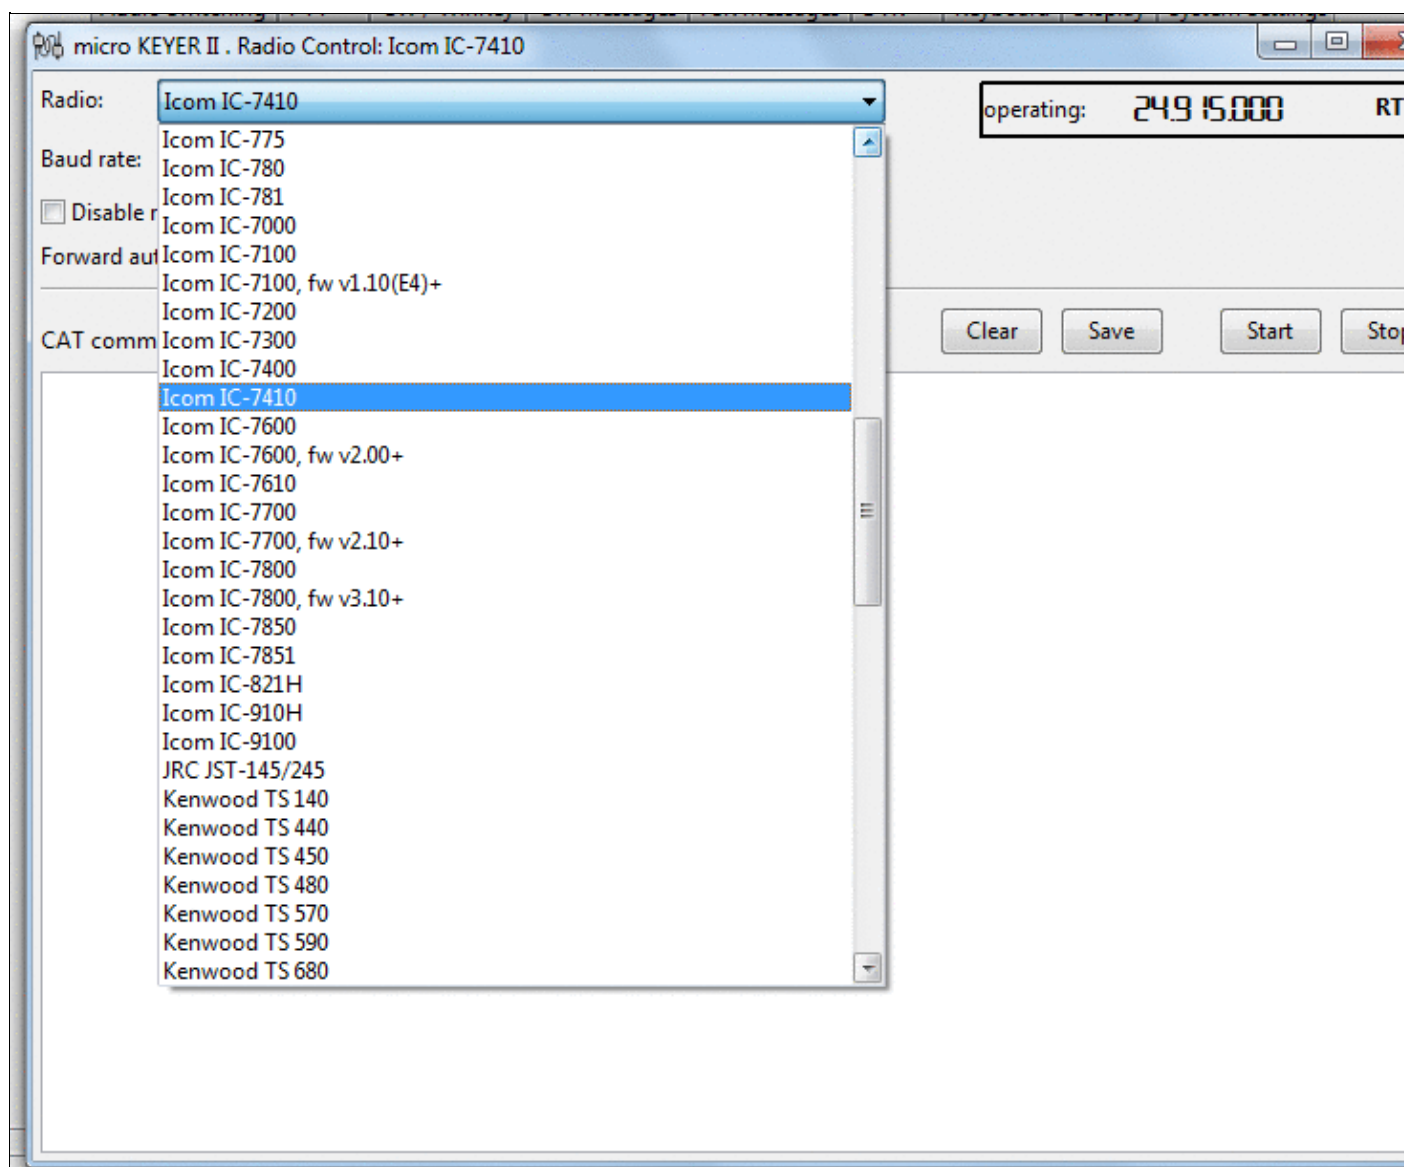 micro KEYER II . Radio Control: Icom IC-7410
Radio: Icom IC-7410
operating: 24.915.000 RT
Baud rate:
Disable
Forward
CAT
Clear Save Start
Icom IC-775
Icom IC-780
Icom IC-781
Icom IC-7000
Icom IC-7100
Icom IC-7100, fw v1.10(E4)+
Icom IC-7200
Icom IC-7300
Icom IC-7400
Icom IC-7410
Icom IC-7600
Icom IC-7600, fw v2.00+
Icom IC-7610
Icom IC-7700
Icom IC-7700, fw v2.10+
Icom IC-7800
Icom IC-7800, fw v3.10+
Icom IC-7850
Icom IC-7851
Icom IC-821H
Icom IC-910H
Icom IC-9100
JRC JST-145/245
Kenwood TS 140
Kenwood TS 440
Kenwood TS 450
Kenwood TS 480
Kenwood TS 570
Kenwood TS 590
Kenwood TS 680